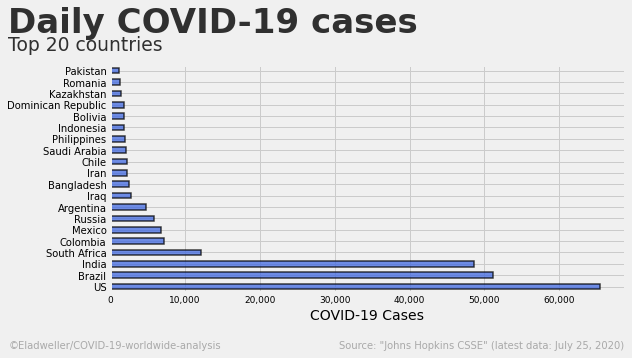 Daily COVID-19 cases
Top 20 countries
Pakistan
Romania
Kazakhstan
Dominican Republic
Bolivia
Indonesia
Philippines
Saudi Arabia
Chile
Iran
Bangladesh
Iraq
Argentina
Russia
Mexico
Colombia
South Africa
India
Brazil
US
0 10,000 20,000 30,000 40,000 50,000 60,000
COVID-19 Cases
©Eladweller/COVID-19-worldwide-analysis Source: "Johns Hopkins CSSE" (latest data: July 25, 2020)